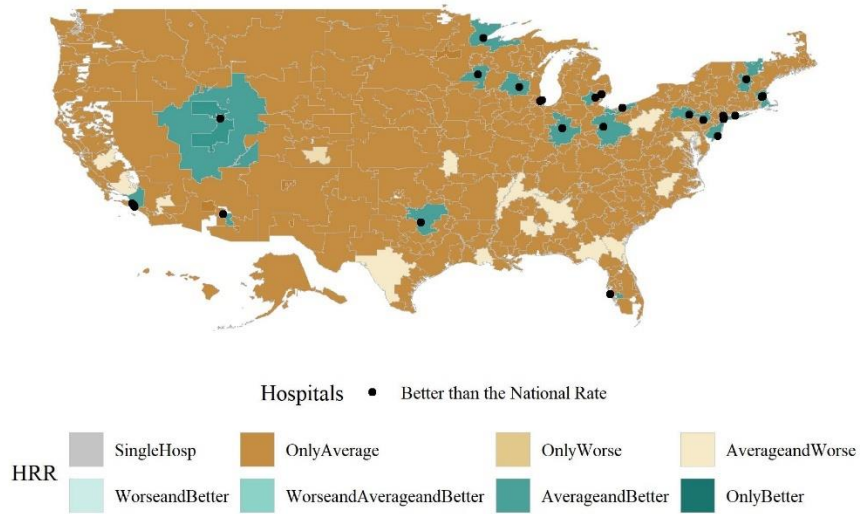 Hospitals Better than the National Rate
HRR
SingleHosp OnlyAverage OnlyWorse AverageandWorse
WorseandBetter WorseandAverageandBetter AverageandBetter OnlyBetter